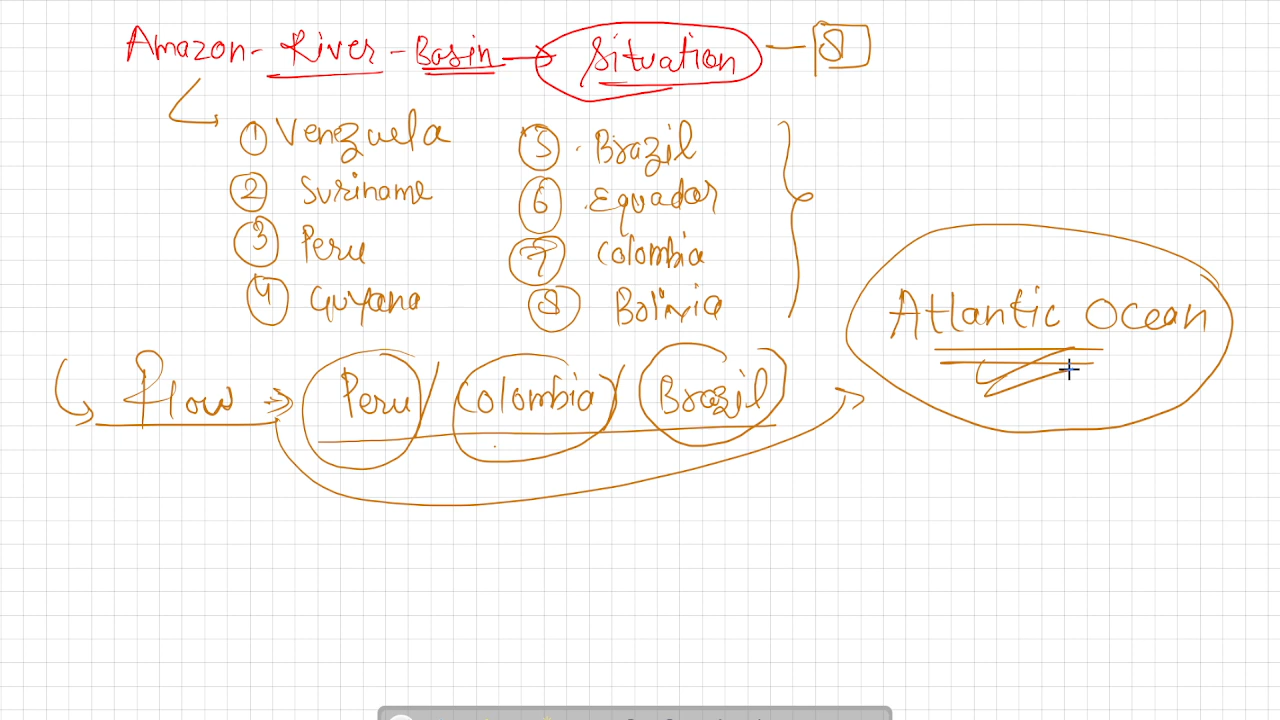 Amazon- River - Basin → Situation - 8
① Venezuela ⑤ . Brazil
② Suriname ⑥ .Equador
③ Peru ⑦ Colombia
④ Guyana ⑧ Bolivia
Flow → Peru / Colombia / Brazil
Atlantic Ocean